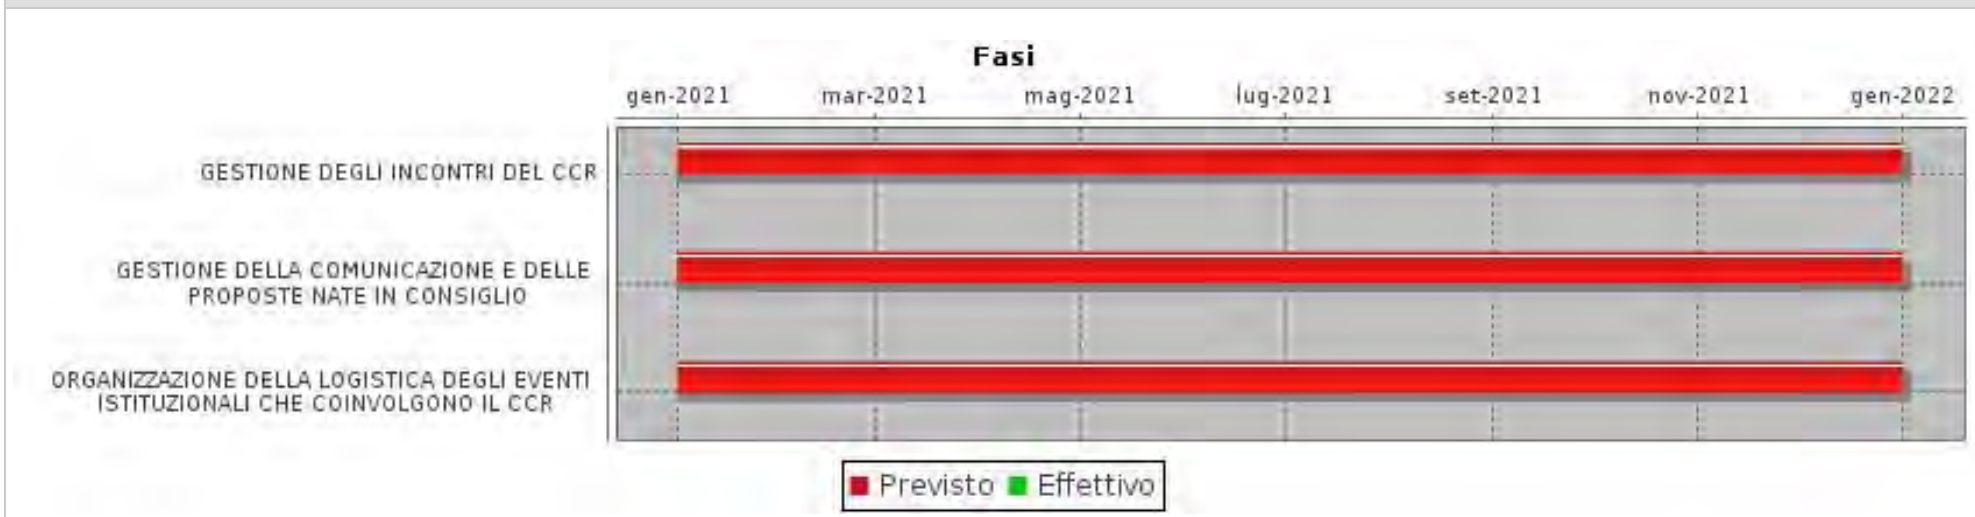 Fasi
gen-2021 mar-2021 mag-2021 lug-2021 set-2021 nov-2021 gen-2022
GESTIONE DEGLI INCONTRI DEL CCR
GESTIONE DELLA COMUNICAZIONE E DELLE
PROPOSTE NATE IN CONSIGLIO
ORGANIZZAZIONE DELLA LOGISTICA DEGLI EVENTI
ISTITUZIONALI CHE COINVOLGONO IL CCR
Previsto Effettivo